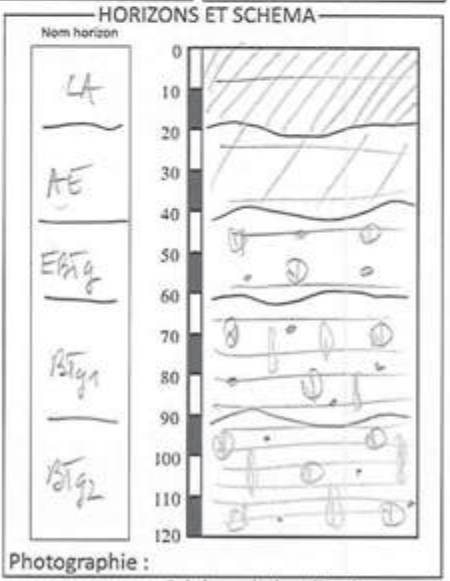 HORIZONS ET SCHEMA
Nom horizon
0
LA
10
20
30
AE
40
50
EBTg
60
70
BTg1
80
90
100
BTg2
110
120
Photographie :